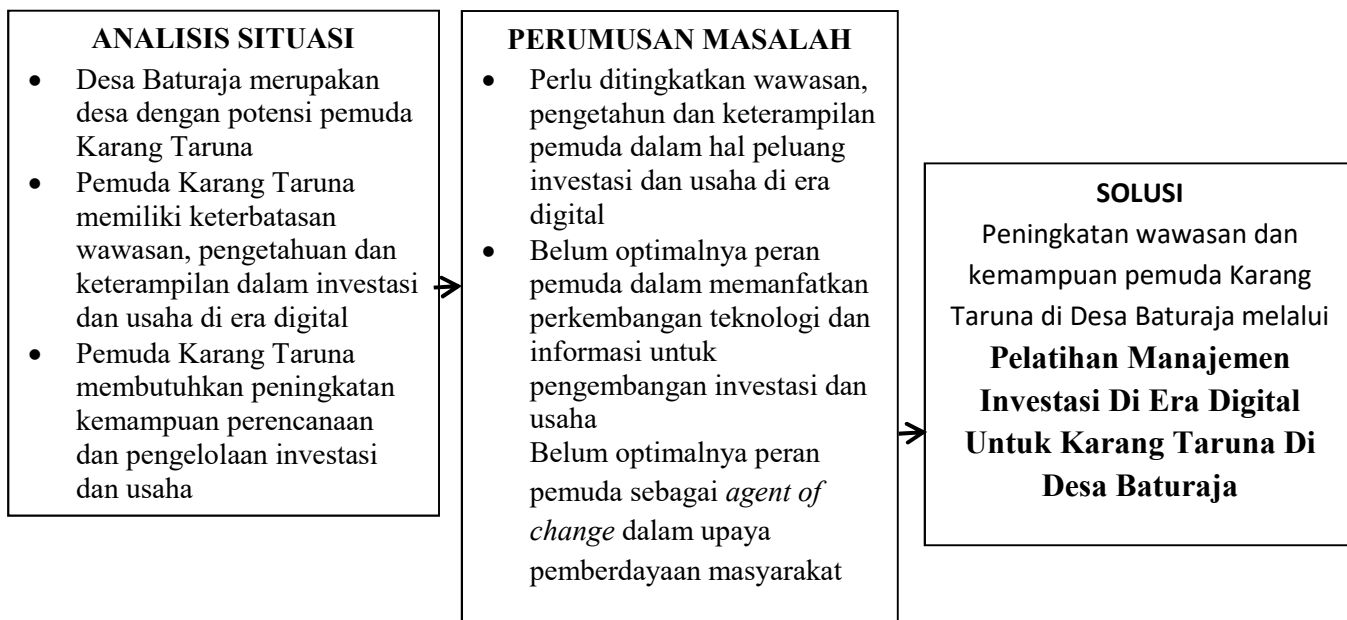 ANALISIS SITUASI
• Desa Baturaja merupakan
desa dengan potensi pemuda
Karang Taruna
• Pemuda Karang Taruna
memiliki keterbatasan
wawasan, pengetahuan dan
keterampilan dalam investasi
dan usaha di era digital
• Pemuda Karang Taruna
membutuhkan peningkatan
kemampuan perencanaan
dan pengelolaan investasi
dan usaha
PERUMUSAN MASALAH
• Perlu ditingkatkan wawasan,
pengetahun dan keterampilan
pemuda dalam hal peluang
investasi dan usaha di era
digital
• Belum optimalnya peran
pemuda dalam memanfatkan
perkembangan teknologi dan
informasi untuk
pengembangan investasi dan
usaha
Belum optimalnya peran
pemuda sebagai agent of
change dalam upaya
pemberdayaan masyarakat
SOLUSI
Peningkatan wawasan dan
kemampuan pemuda Karang
Taruna di Desa Baturaja melalui
Pelatihan Manajemen
Investasi Di Era Digital
Untuk Karang Taruna Di
Desa Baturaja